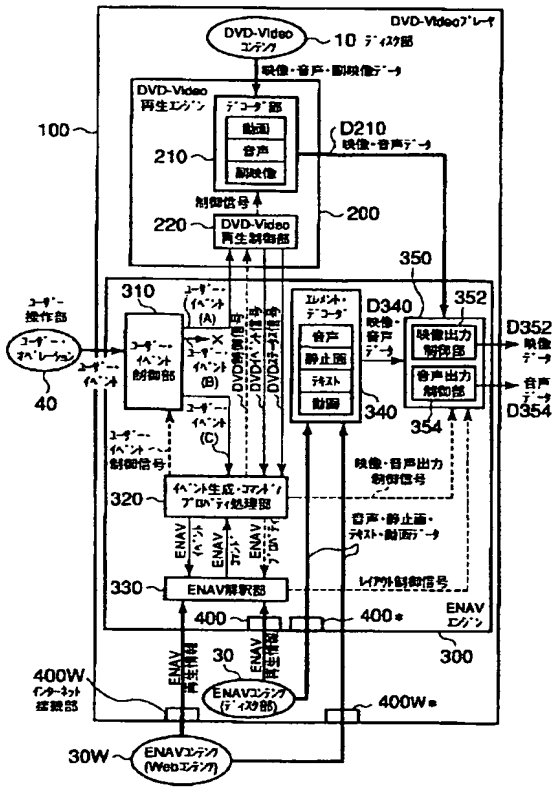 DVD-Videoプレーヤ
DVD-Video
コンテンツ
10 ディスク部
映像・音声・副映像データ
100
DVD-Video
再生エンジン
デコーダ部
動画
音声
副映像
210
D210
映像・音声データ
制御信号
220
DVD-Video
再生制御部
200
ユーザー
操作部
ユーザー・
オペレーション
40
ユーザー・
イベント
310
ユーザー・
イベント
制御部
ユーザー・
イベント
(A)
ユーザー・
イベント
(B)
ユーザー・
イベント
(C)
DVD制御信号
DVDイベント信号
DVDステータス信号
エレメント・
デコーダ
音声
静止画
テキスト
動画
340
D340
映像・
音声
データ
350
352
映像出力
制御部
音声出力
制御部
354
D352
映像
データ
音声
データ
D354
ユーザー・
イベント
制御信号
320
イベント生成・コマンド/
プロパティ処理部
映像・音声出力
制御信号
ENAV
イベント
ENAV
コマンド
ENAV
プロパティ
音声・静止画・
テキスト・動画データ
330
ENAV解釈部
レイアウト制御信号
ENAV
エンジン
300
400
400*
400W
インターネット
接続部
ENAV
再生情報
ENAV
再生情報
30
ENAVコンテンツ
(ディスク部)
400W*
30W
ENAVコンテンツ
(Webコンテンツ)